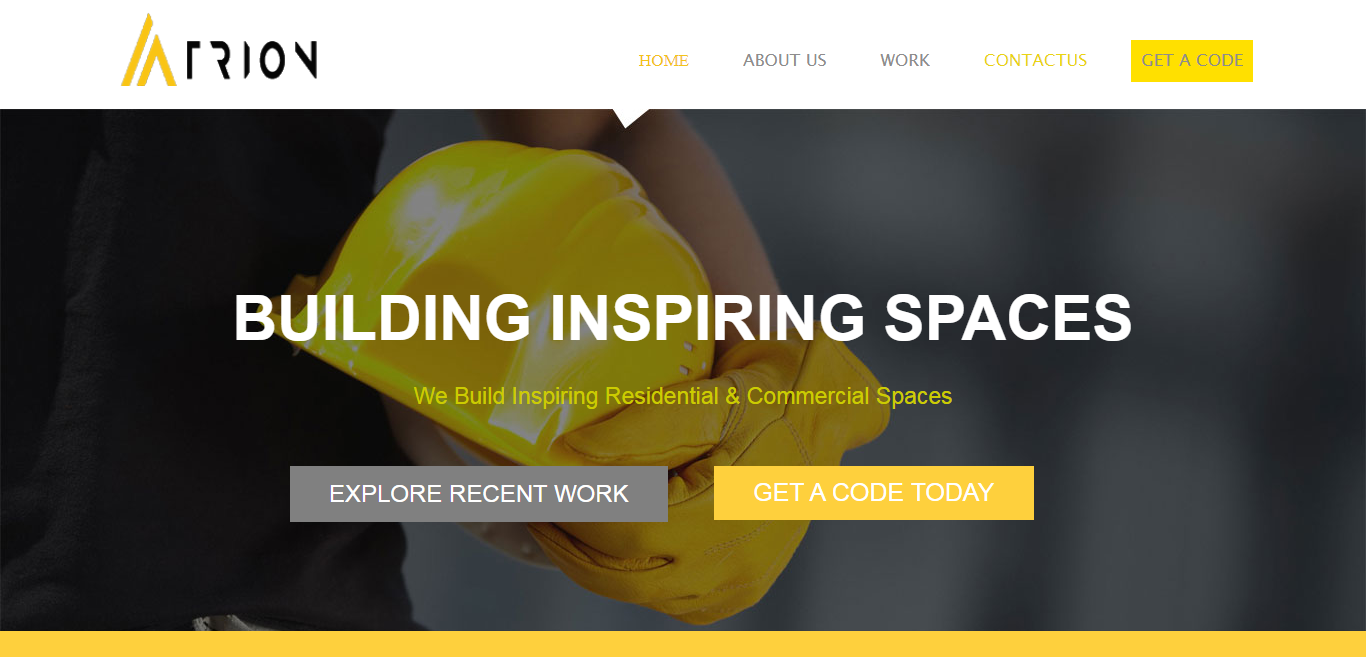 ATRION
HOME ABOUT US WORK CONTACTUS GET A CODE
BUILDING INSPIRING SPACES
We Build Inspiring Residential & Commercial Spaces
EXPLORE RECENT WORK GET A CODE TODAY